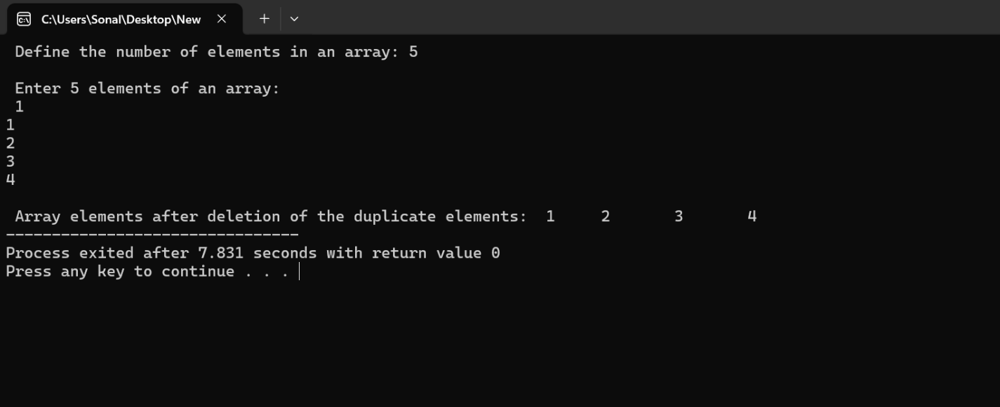 C:\Users\Sonal\Desktop\New
Define the number of elements in an array: 5
Enter 5 elements of an array:
1
1
2
3
4
Array elements after deletion of the duplicate elements:  1     2       3       4
--------------------------------
Process exited after 7.831 seconds with return value 0
Press any key to continue . . .